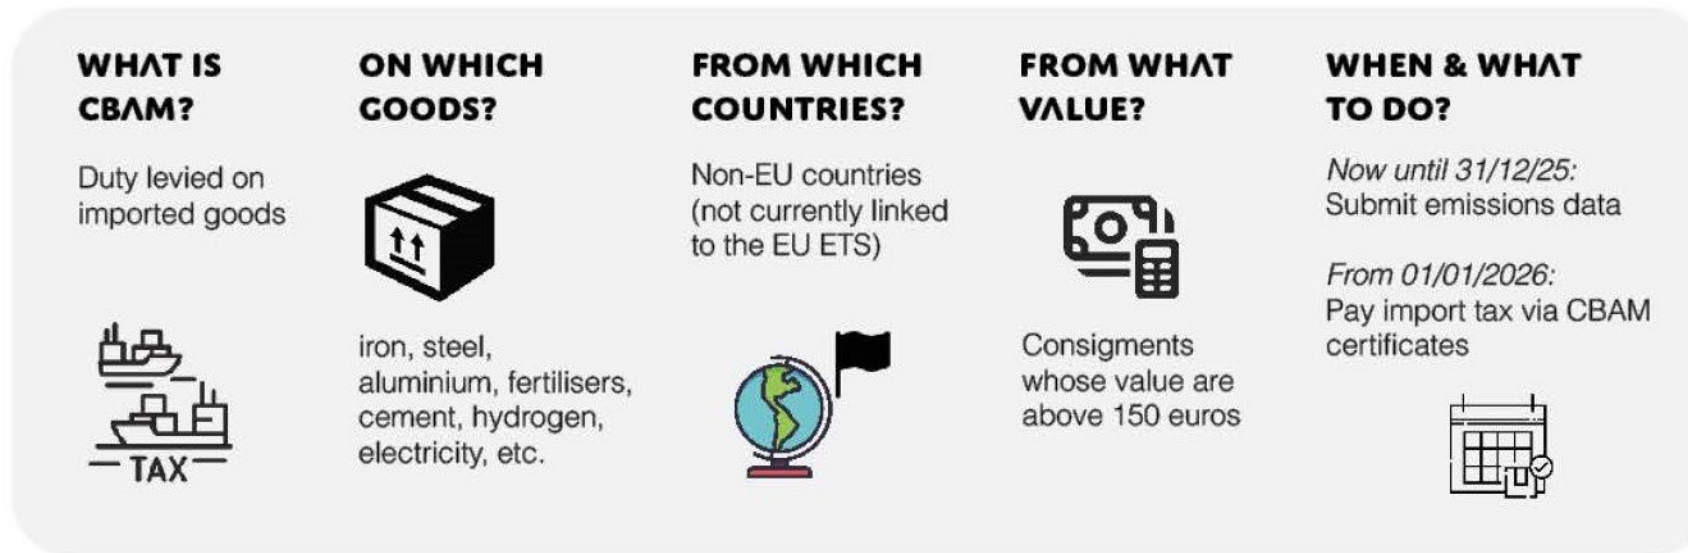 WHAT IS
CBAM?
Duty levied on
imported goods
TAX
ON WHICH
GOODS?
iron, steel,
aluminium, fertilisers,
cement, hydrogen,
electricity, etc.
FROM WHICH
COUNTRIES?
Non-EU countries
(not currently linked
to the EU ETS)
FROM WHAT
VALUE?
Consigments
whose value are
above 150 euros
WHEN & WHAT
TO DO?
Now until 31/12/25:
Submit emissions data
From 01/01/2026:
Pay import tax via CBAM
certificates